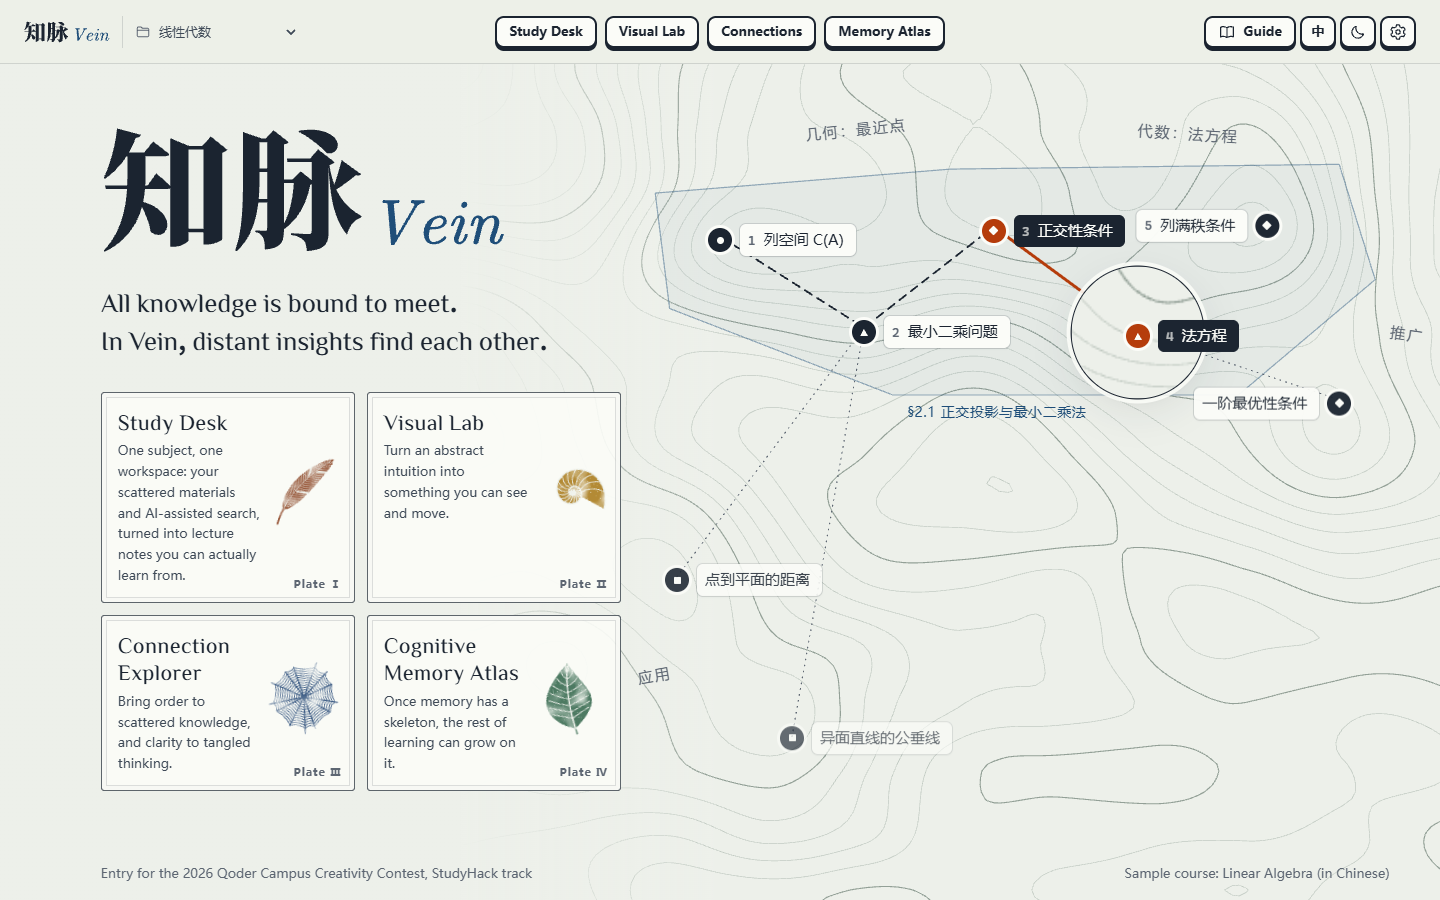 知脉 Vein
线性代数
Study Desk
Visual Lab
Connections
Memory Atlas
Guide
中
知脉 Vein
All knowledge is bound to meet.
In Vein, distant insights find each other.
Study Desk
One subject, one
workspace: your
scattered materials
and AI-assisted search,
turned into lecture
notes you can actually
learn from.
Plate I
Visual Lab
Turn an abstract
intuition into
something you can see
and move.
Plate II
Connection
Explorer
Bring order to
scattered knowledge,
and clarity to tangled
thinking.
Plate III
Cognitive
Memory Atlas
Once memory has a
skeleton, the rest of
learning can grow on
it.
Plate IV
几何：最近点
代数：法方程
1 列空间 C(A)
3 正交性条件
5 列满秩条件
2 最小二乘问题
4 法方程
推广
一阶最优性条件
§2.1 正交投影与最小二乘法
点到平面的距离
应用
异面直线的公垂线
Entry for the 2026 Qoder Campus Creativity Contest, StudyHack track
Sample course: Linear Algebra (in Chinese)